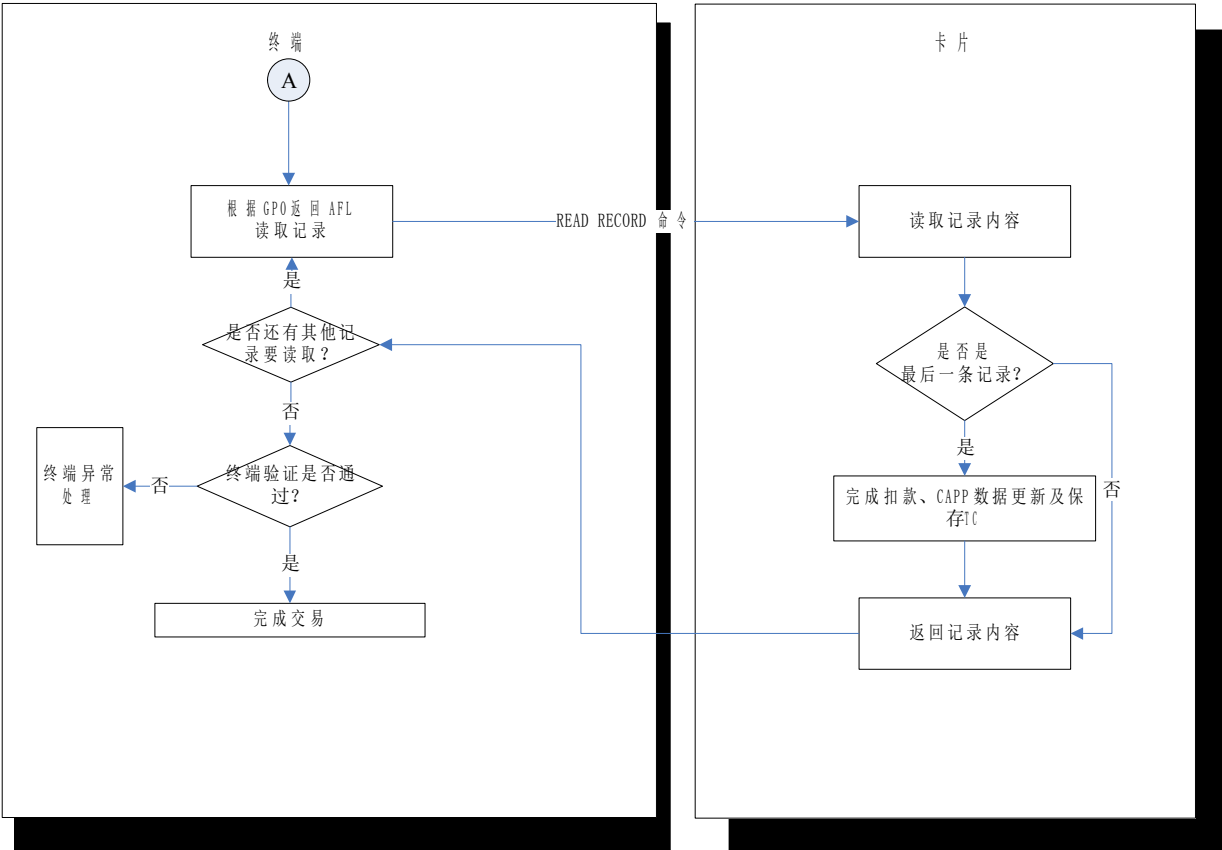 终端
A
根据GPO返回AFL
读取记录
是
是否还有其他记
录要读取？
否
终端验证是否通
过？
否
终端异常
处理
是
完成交易
READ RECORD 命令
卡片
读取记录内容
是否是
最后一条记录？
是
否
完成扣款、CAPP数据更新及保
存TC
返回记录内容